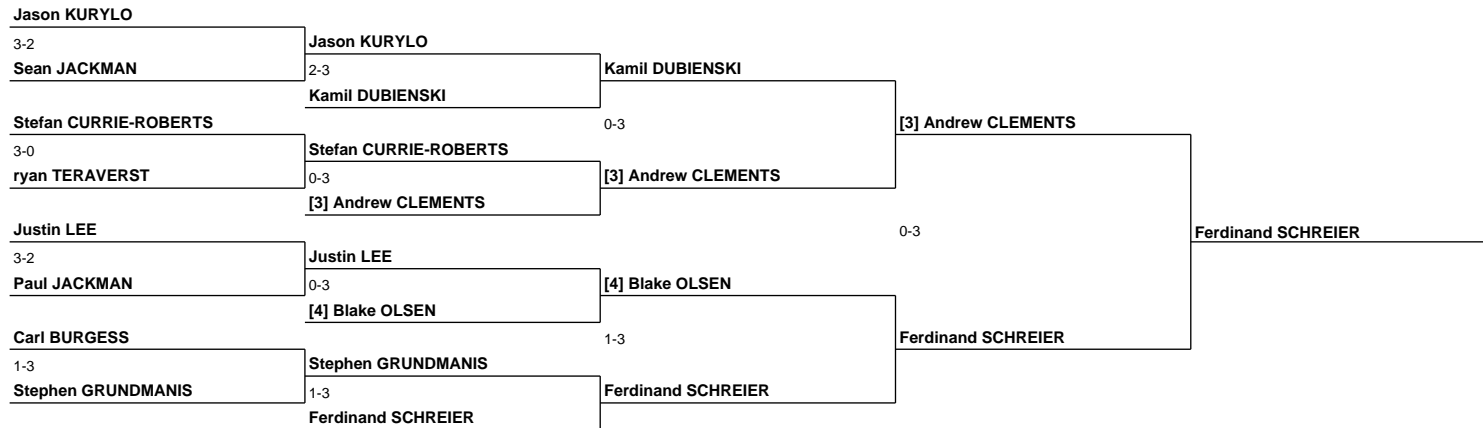 Jason KURYLO
3-2
Jason KURYLO
Sean JACKMAN
2-3
Kamil DUBIENSKI
Kamil DUBIENSKI
Stefan CURRIE-ROBERTS
0-3
[3] Andrew CLEMENTS
3-0
Stefan CURRIE-ROBERTS
ryan TERAVERST
0-3
[3] Andrew CLEMENTS
[3] Andrew CLEMENTS
Justin LEE
0-3
Ferdinand SCHREIER
3-2
Justin LEE
Paul JACKMAN
0-3
[4] Blake OLSEN
[4] Blake OLSEN
Carl BURGESS
1-3
Ferdinand SCHREIER
1-3
Stephen GRUNDMANIS
Stephen GRUNDMANIS
1-3
Ferdinand SCHREIER
Ferdinand SCHREIER